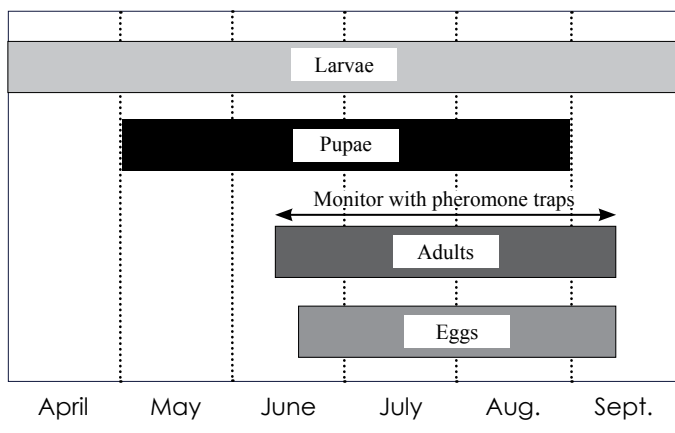 Larvae
Pupae
Monitor with pheromone traps
Adults
Eggs
April May June July Aug. Sept.